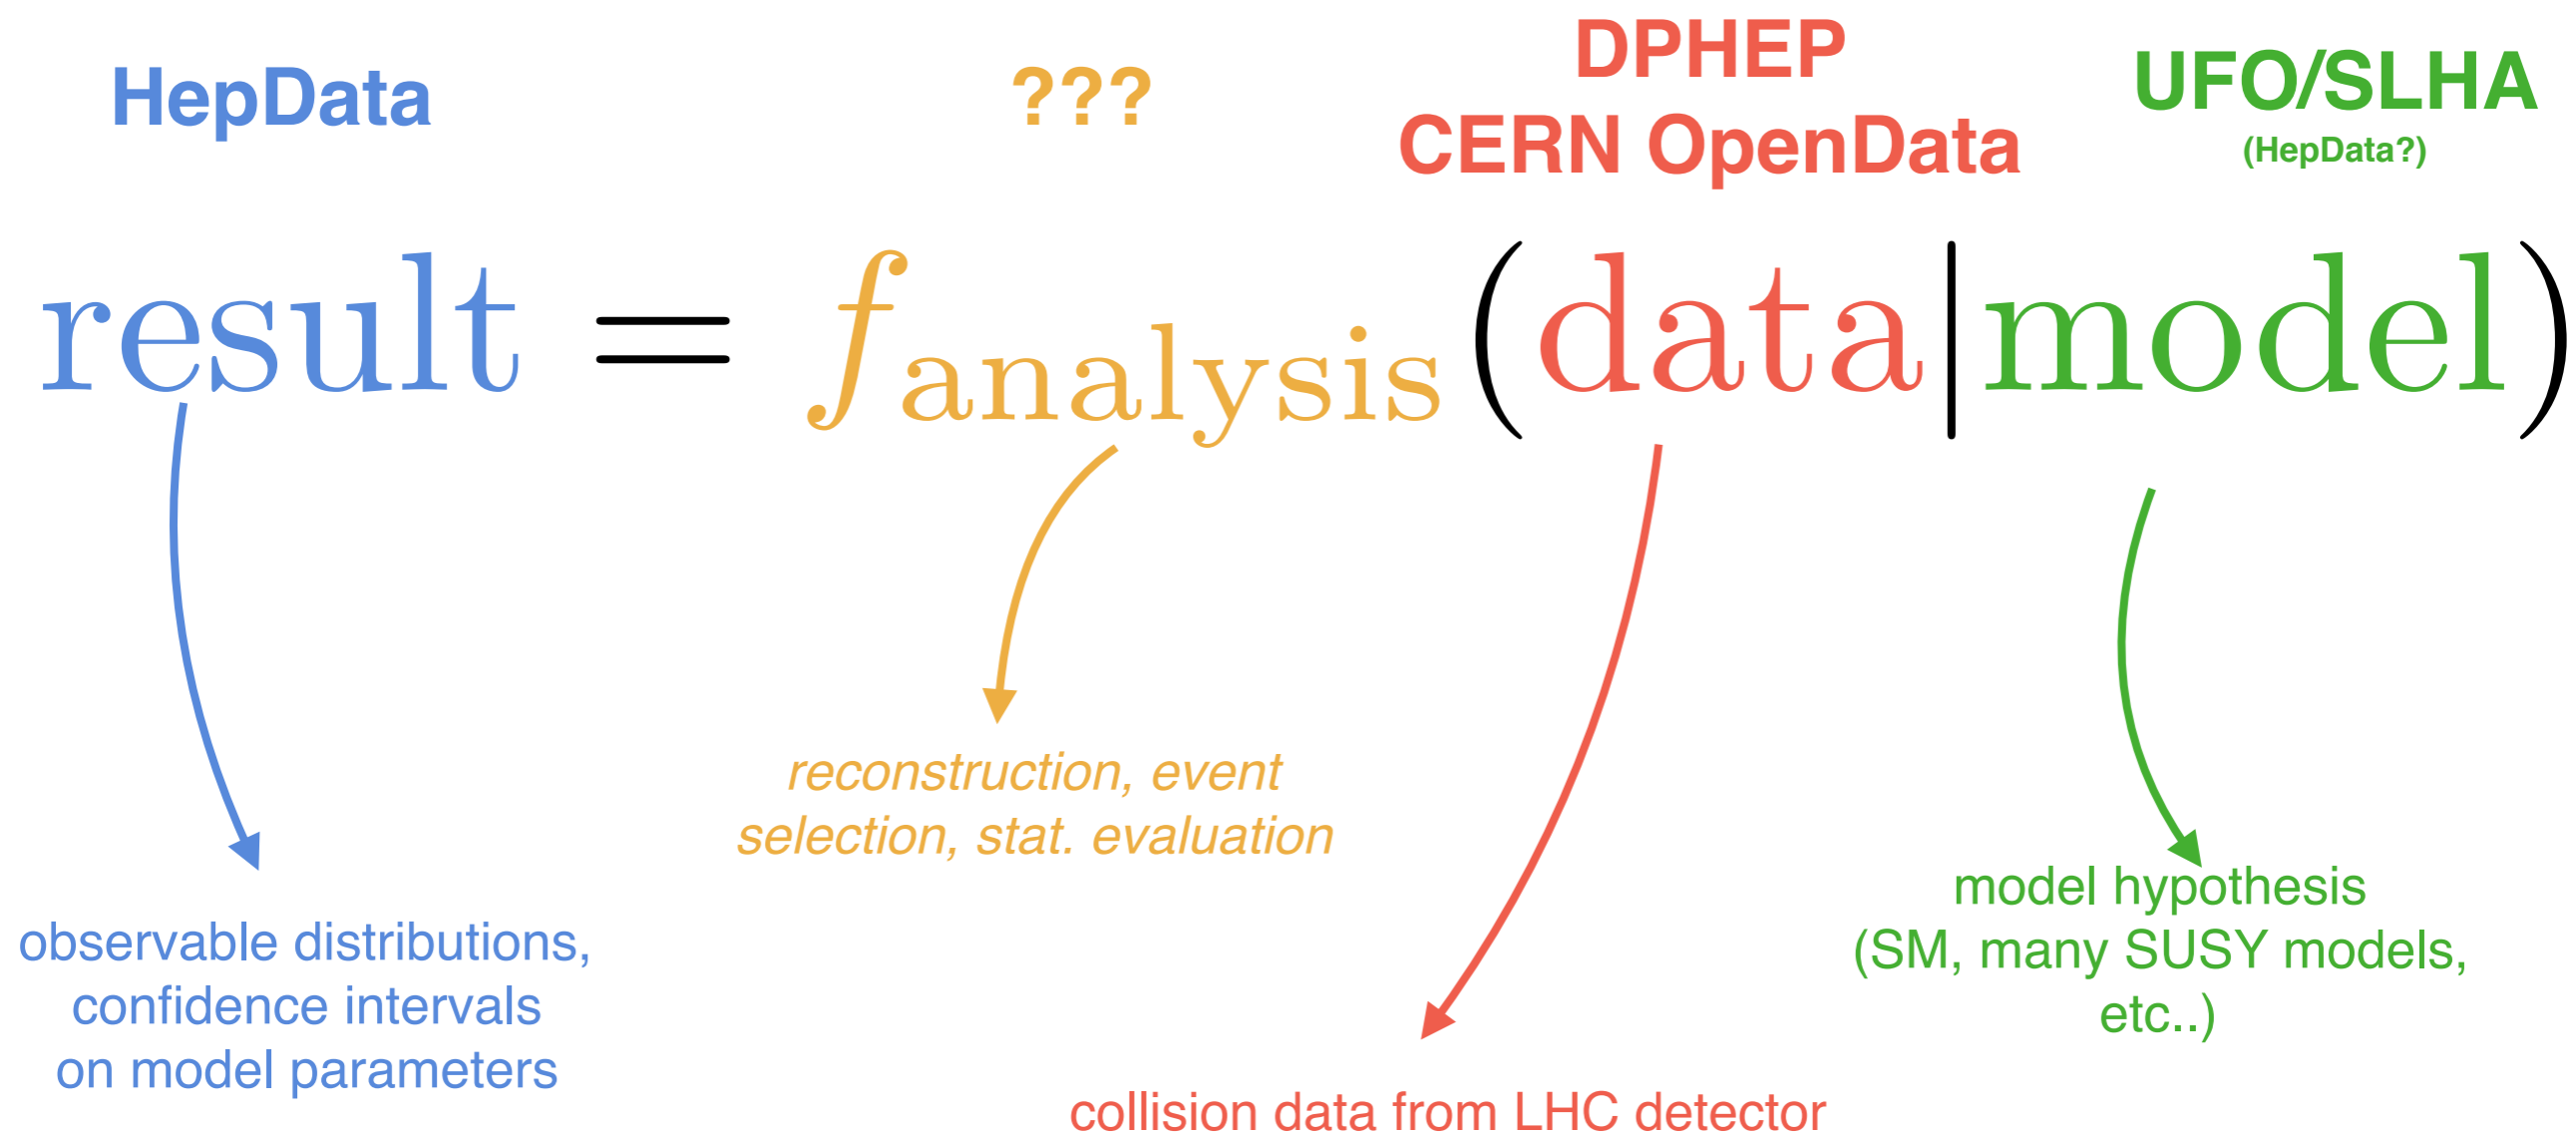 HepData
???
DPHEP
CERN OpenData
UFO/SLHA
(HepData?)
result = f analysis (data|model)
reconstruction, event
selection, stat. evaluation
observable distributions,
confidence intervals
on model parameters
model hypothesis
(SM, many SUSY models,
etc..)
collision data from LHC detector